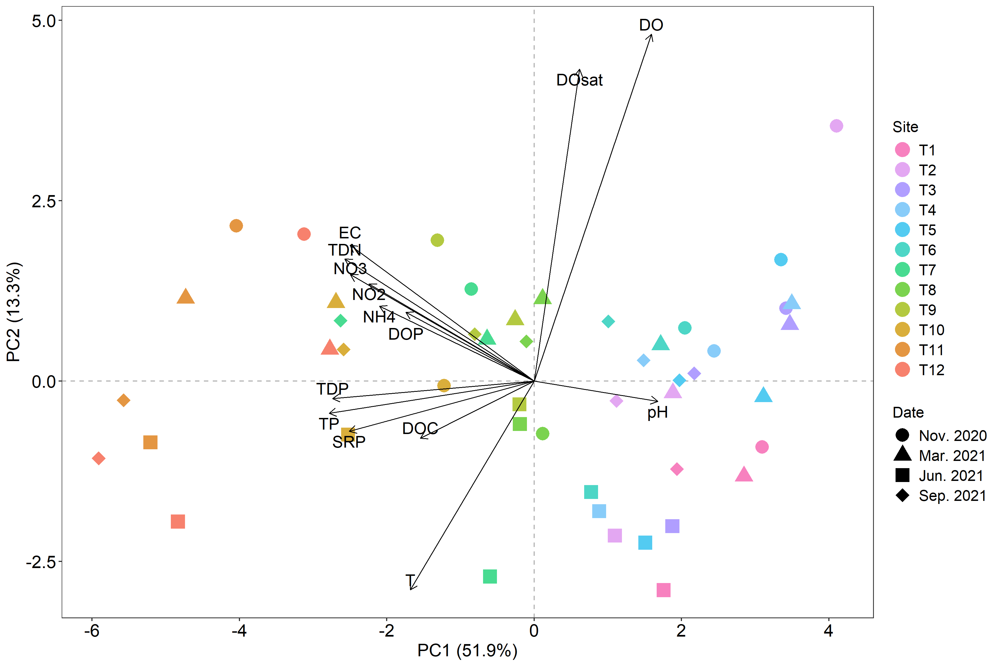 5.0
2.5
0.0
-2.5
PC2 (13.3%)
DO
DOsat
EC
TDN
NO3
NO2
NH4
DOP
TDP
TP
SRP
DOC
pH
T
-6
-4
-2
0
2
4
PC1 (51.9%)
Site
T1
T2
T3
T4
T5
T6
T7
T8
T9
T10
T11
T12
Date
Nov. 2020
Mar. 2021
Jun. 2021
Sep. 2021